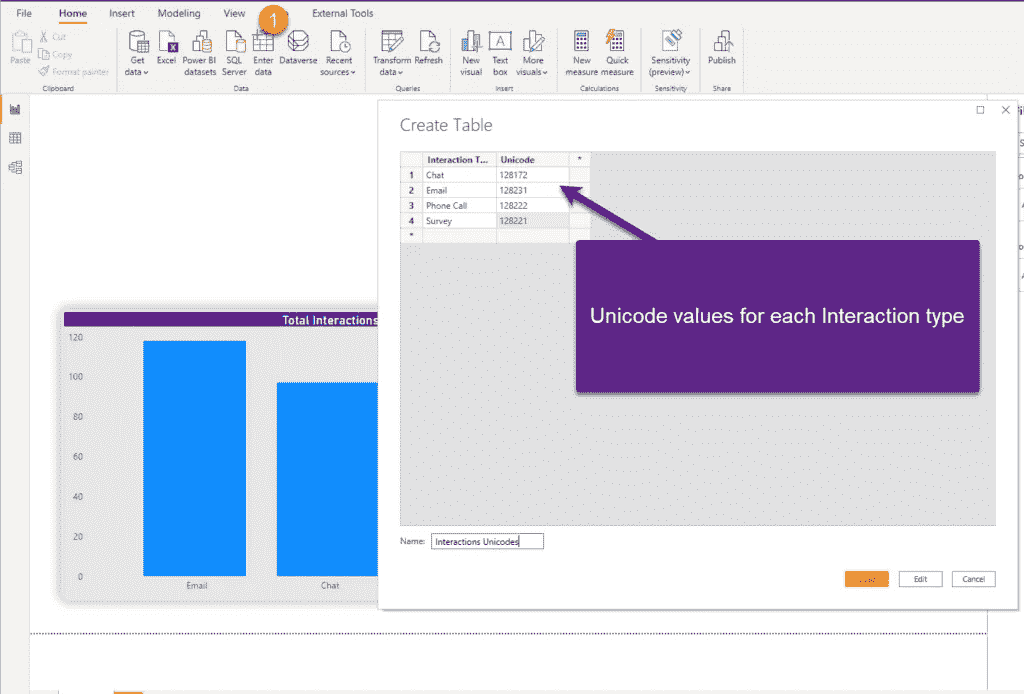 File Home Insert Modeling View External Tools
1
Paste
Cut
Copy
Format painter
Clipboard
Get data
Excel
Power BI datasets
SQL Server
Enter data
Dataverse
Recent sources
Data
Transform data
Refresh
Queries
New visual
Text box
More visuals
Insert
New measure
Quick measure
Calculations
Sensitivity (preview)
Sensitivity
Publish
Share
Create Table
Interaction T... Unicode *
1 Chat 128172
2 Email 128231
3 Phone Call 128222
4 Survey 128221
*
Unicode values for each Interaction type
Total Interactions
120
100
80
60
40
20
0
Email Chat
Name: Interactions Unicodes
Edit Cancel